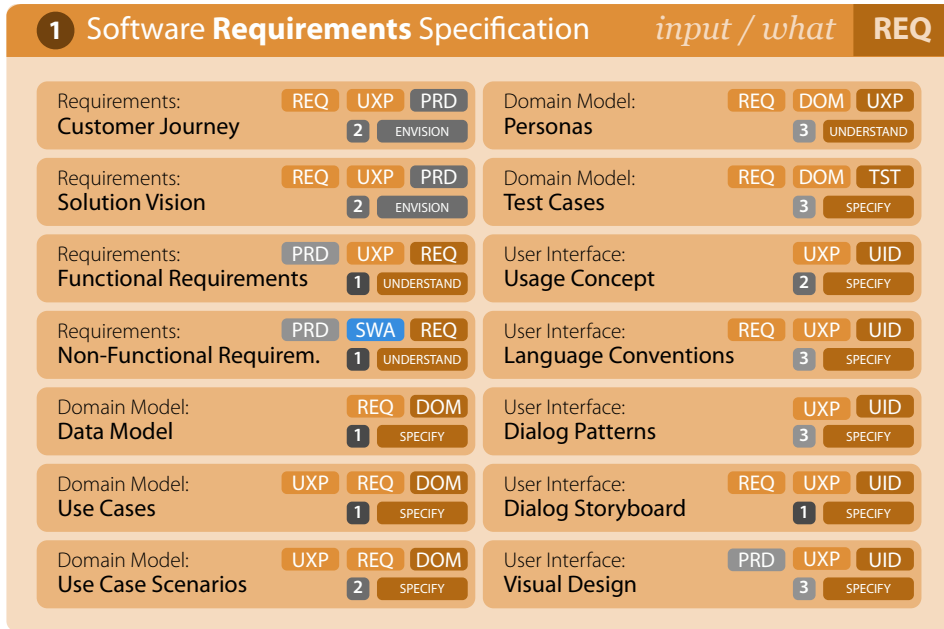 1 Software Requirements Specification input / what REQ
Requirements: REQ UXP PRD
Customer Journey 2 ENVISION
Requirements: REQ UXP PRD
Solution Vision 2 ENVISION
Requirements: PRD UXP REQ
Functional Requirements 1 UNDERSTAND
Requirements: PRD SWA REQ
Non-Functional Requirem. 1 UNDERSTAND
Domain Model: REQ DOM
Data Model 1 SPECIFY
Domain Model: UXP REQ DOM
Use Cases 1 SPECIFY
Domain Model: UXP REQ DOM
Use Case Scenarios 2 SPECIFY
Domain Model: REQ DOM UXP
Personas 3 UNDERSTAND
Domain Model: REQ DOM TST
Test Cases 3 SPECIFY
User Interface: UXP UID
Usage Concept 2 SPECIFY
User Interface: REQ UXP UID
Language Conventions 3 SPECIFY
User Interface: UXP UID
Dialog Patterns 3 SPECIFY
User Interface: REQ UXP UID
Dialog Storyboard 1 SPECIFY
User Interface: PRD UXP UID
Visual Design 3 SPECIFY